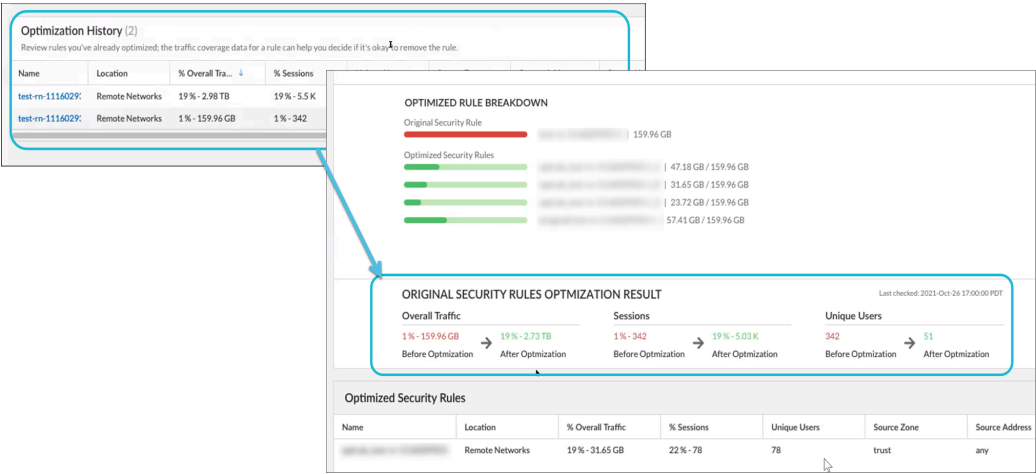 Optimization History (2)
Review rules you've already optimized; the traffic coverage data for a rule can help you decide if it's okay to remove the rule.
Name Location % Overall Tra... ↓ % Sessions
test-rn-1116029: Remote Networks 19 % - 2.98 TB 19 % - 5.5 K
test-rn-1116029: Remote Networks 1 % - 159.96 GB 1 % - 342
OPTIMIZED RULE BREAKDOWN
Original Security Rule
| 159.96 GB
Optimized Security Rules
| 47.18 GB / 159.96 GB
| 31.65 GB / 159.96 GB
| 23.72 GB / 159.96 GB
57.41 GB / 159.96 GB
ORIGINAL SECURITY RULES OPTMIZATION RESULT
Last checked: 2021-Oct-26 17:00:00 PDT
Overall Traffic Sessions Unique Users
1 % - 159.96 GB → 19 % - 2.73 TB 1 % - 342 → 19 % - 5.03 K 342 → 51
Before Optmization After Optmization Before Optmization After Optmization Before Optmization After Optmization
Optimized Security Rules
Name Location % Overall Traffic % Sessions Unique Users Source Zone Source Address
Remote Networks 19 % - 31.65 GB 22 % - 78 78 trust any